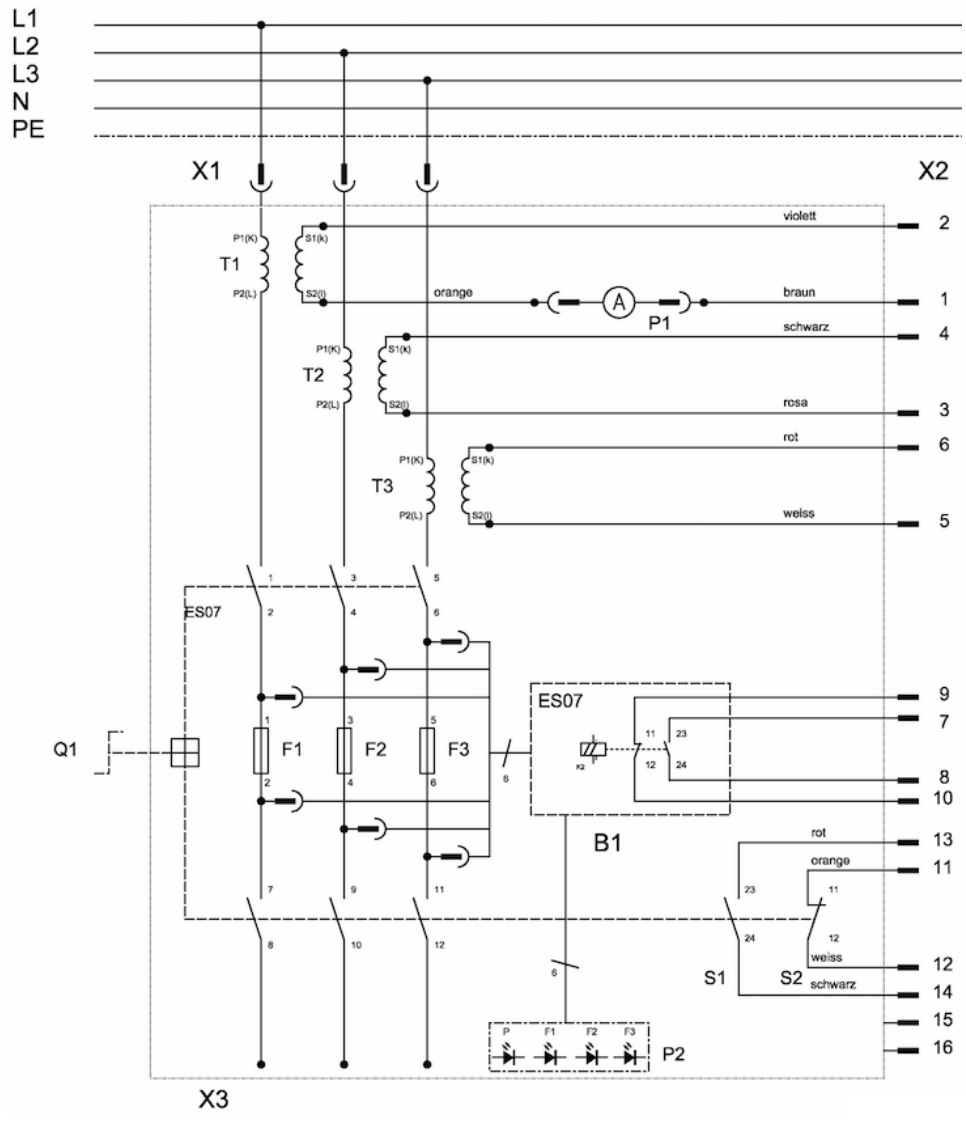 L1
L2
L3
N
PE
X1
X2
violett
2
P1(K)
S1(k)
T1
P2(L)
S2(l)
orange
A
P1
braun
1
schwarz
4
P1(K)
S1(k)
T2
P2(L)
S2(l)
rosa
3
rot
6
P1(K)
S1(k)
T3
P2(L)
S2(l)
weiss
5
1
3
5
ES07
2
4
6
ES07
9
7
11
23
K2
12
24
8
10
B1
Q1
1
3
5
F1
F2
F3
6
2
4
6
rot
13
orange
11
7
9
11
23
11
8
10
12
24
12
S1
S2
weiss
12
schwarz
14
15
16
6
P
F1
F2
F3
P2
X3